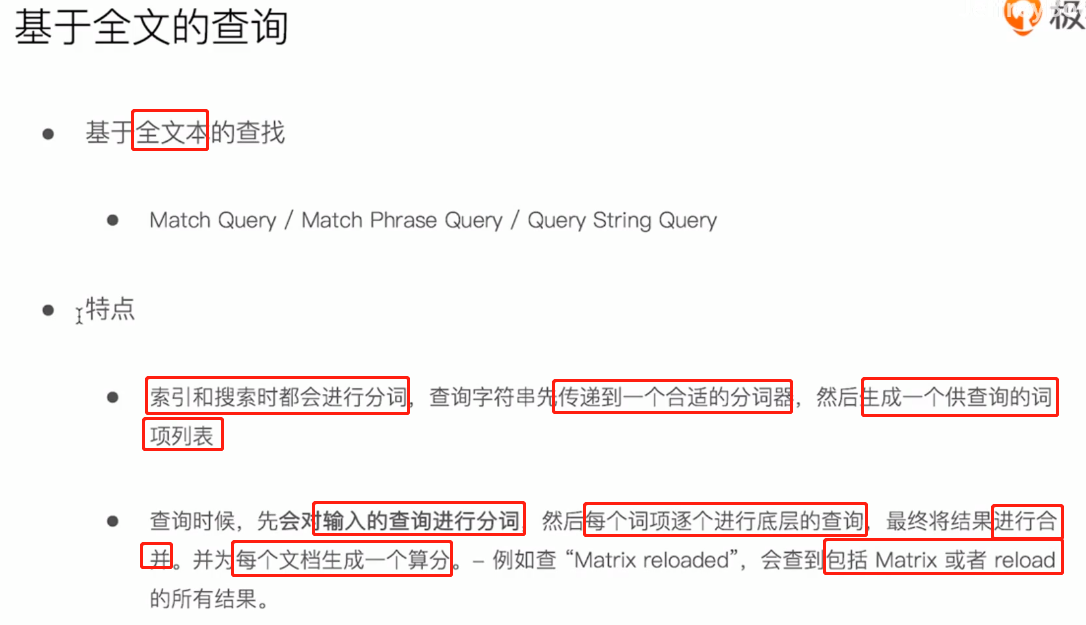 基于全文的查询
极
基于全文本的查找
Match Query / Match Phrase Query / Query String Query
特点
索引和搜索时都会进行分词，查询字符串先传递到一个合适的分词器，然后生成一个供查询的词
项列表
查询时候，先会对输入的查询进行分词，然后每个词项逐个进行底层的查询，最终将结果进行合
并。并为每个文档生成一个算分。– 例如查 “Matrix reloaded”，会查到包括 Matrix 或者 reload
的所有结果。